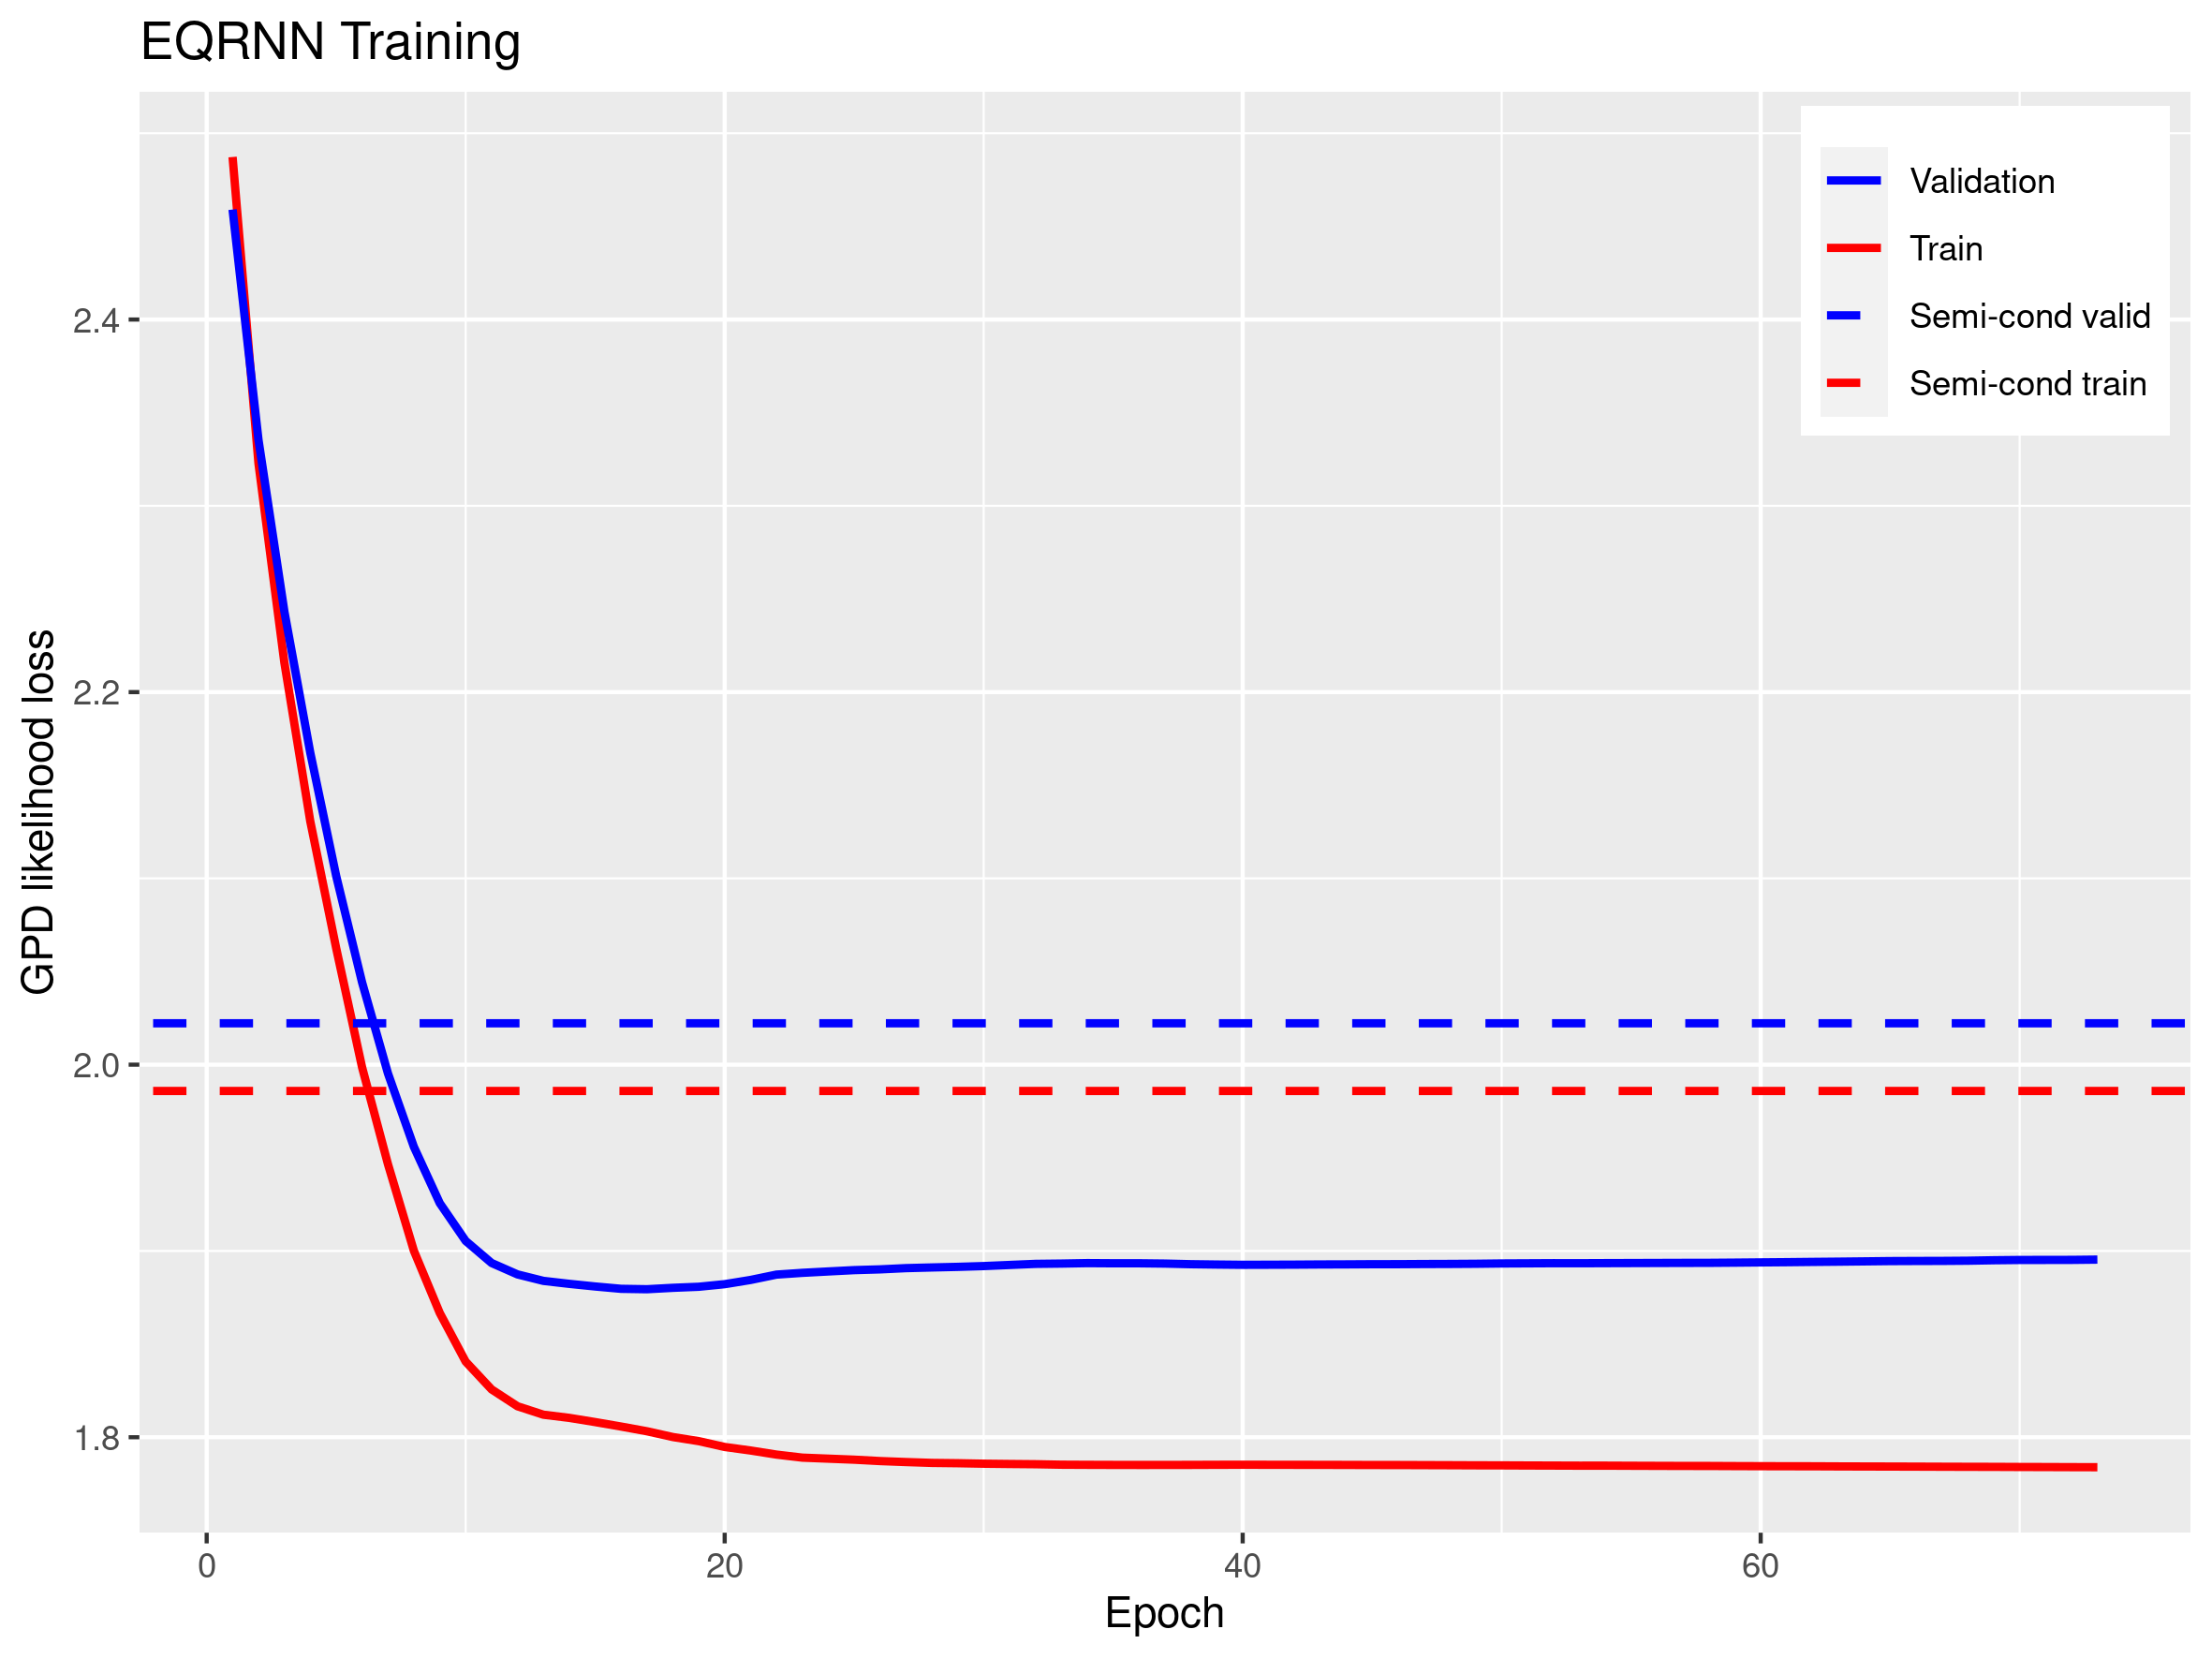 EQRNN Training
GPD likelihood loss
2.4
2.2
2.0
1.8
Validation
Train
Semi-cond valid
Semi-cond train
0 20 40 60
Epoch